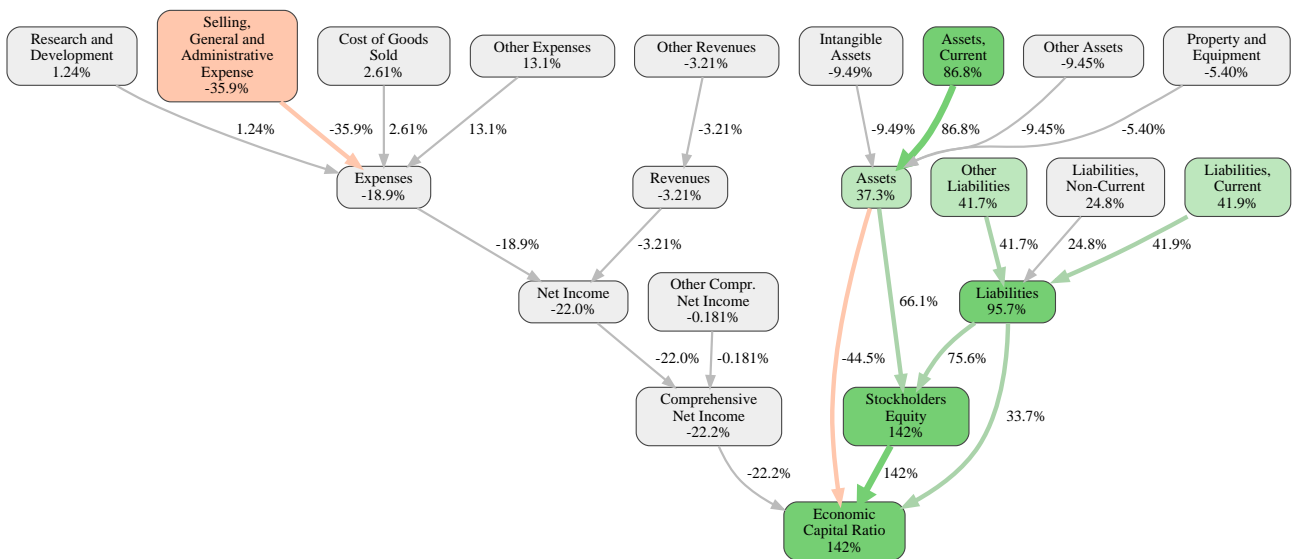 Research and
Development
1.24%
Selling,
General and
Administrative
Expense
-35.9%
Cost of Goods
Sold
2.61%
Other Expenses
13.1%
Other Revenues
-3.21%
Intangible
Assets
-9.49%
Assets,
Current
86.8%
Other Assets
-9.45%
Property and
Equipment
-5.40%
1.24%
-35.9%
2.61%
13.1%
-3.21%
-9.49%
86.8%
-9.45%
-5.40%
Expenses
-18.9%
Revenues
-3.21%
Assets
37.3%
Other
Liabilities
41.7%
Liabilities,
Non-Current
24.8%
Liabilities,
Current
41.9%
-18.9%
-3.21%
41.7%
24.8%
41.9%
Net Income
-22.0%
Other Compr.
Net Income
-0.181%
66.1%
Liabilities
95.7%
-22.0%
-0.181%
-44.5%
75.6%
Comprehensive
Net Income
-22.2%
Stockholders
Equity
142%
33.7%
-22.2%
142%
Economic
Capital Ratio
142%